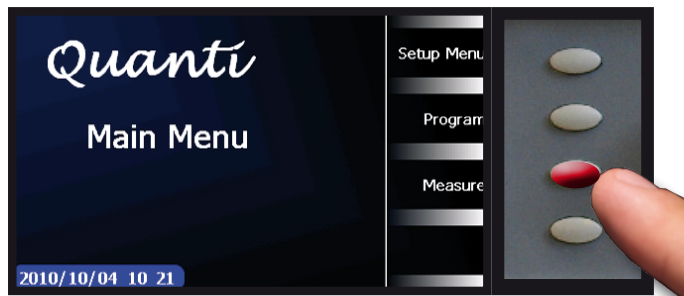 Quanti
Main Menu
Setup Menu
Program
Measure
2010/10/04 10 21